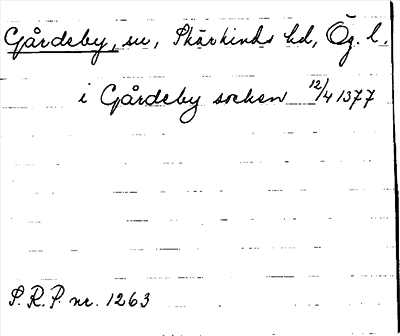 Gårdeby, sn, Skärkinds hd, Ög. l.
i Gårdeby socken 12/4 1377
S.R.P. nr. 1263